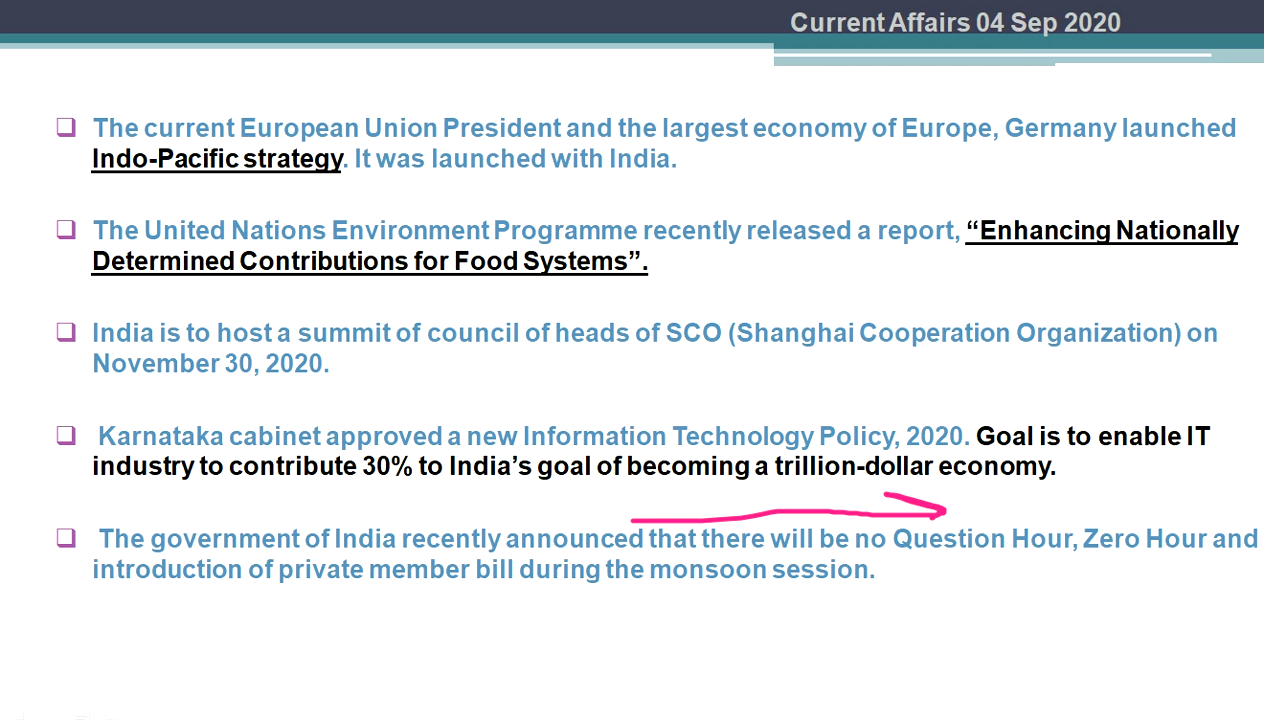 Current Affairs 04 Sep 2020
The current European Union President and the largest economy of Europe, Germany launched
Indo-Pacific strategy. It was launched with India.
The United Nations Environment Programme recently released a report, “Enhancing Nationally
Determined Contributions for Food Systems”.
India is to host a summit of council of heads of SCO (Shanghai Cooperation Organization) on
November 30, 2020.
Karnataka cabinet approved a new Information Technology Policy, 2020. Goal is to enable IT
industry to contribute 30% to India’s goal of becoming a trillion-dollar economy.
The government of India recently announced that there will be no Question Hour, Zero Hour and
introduction of private member bill during the monsoon session.